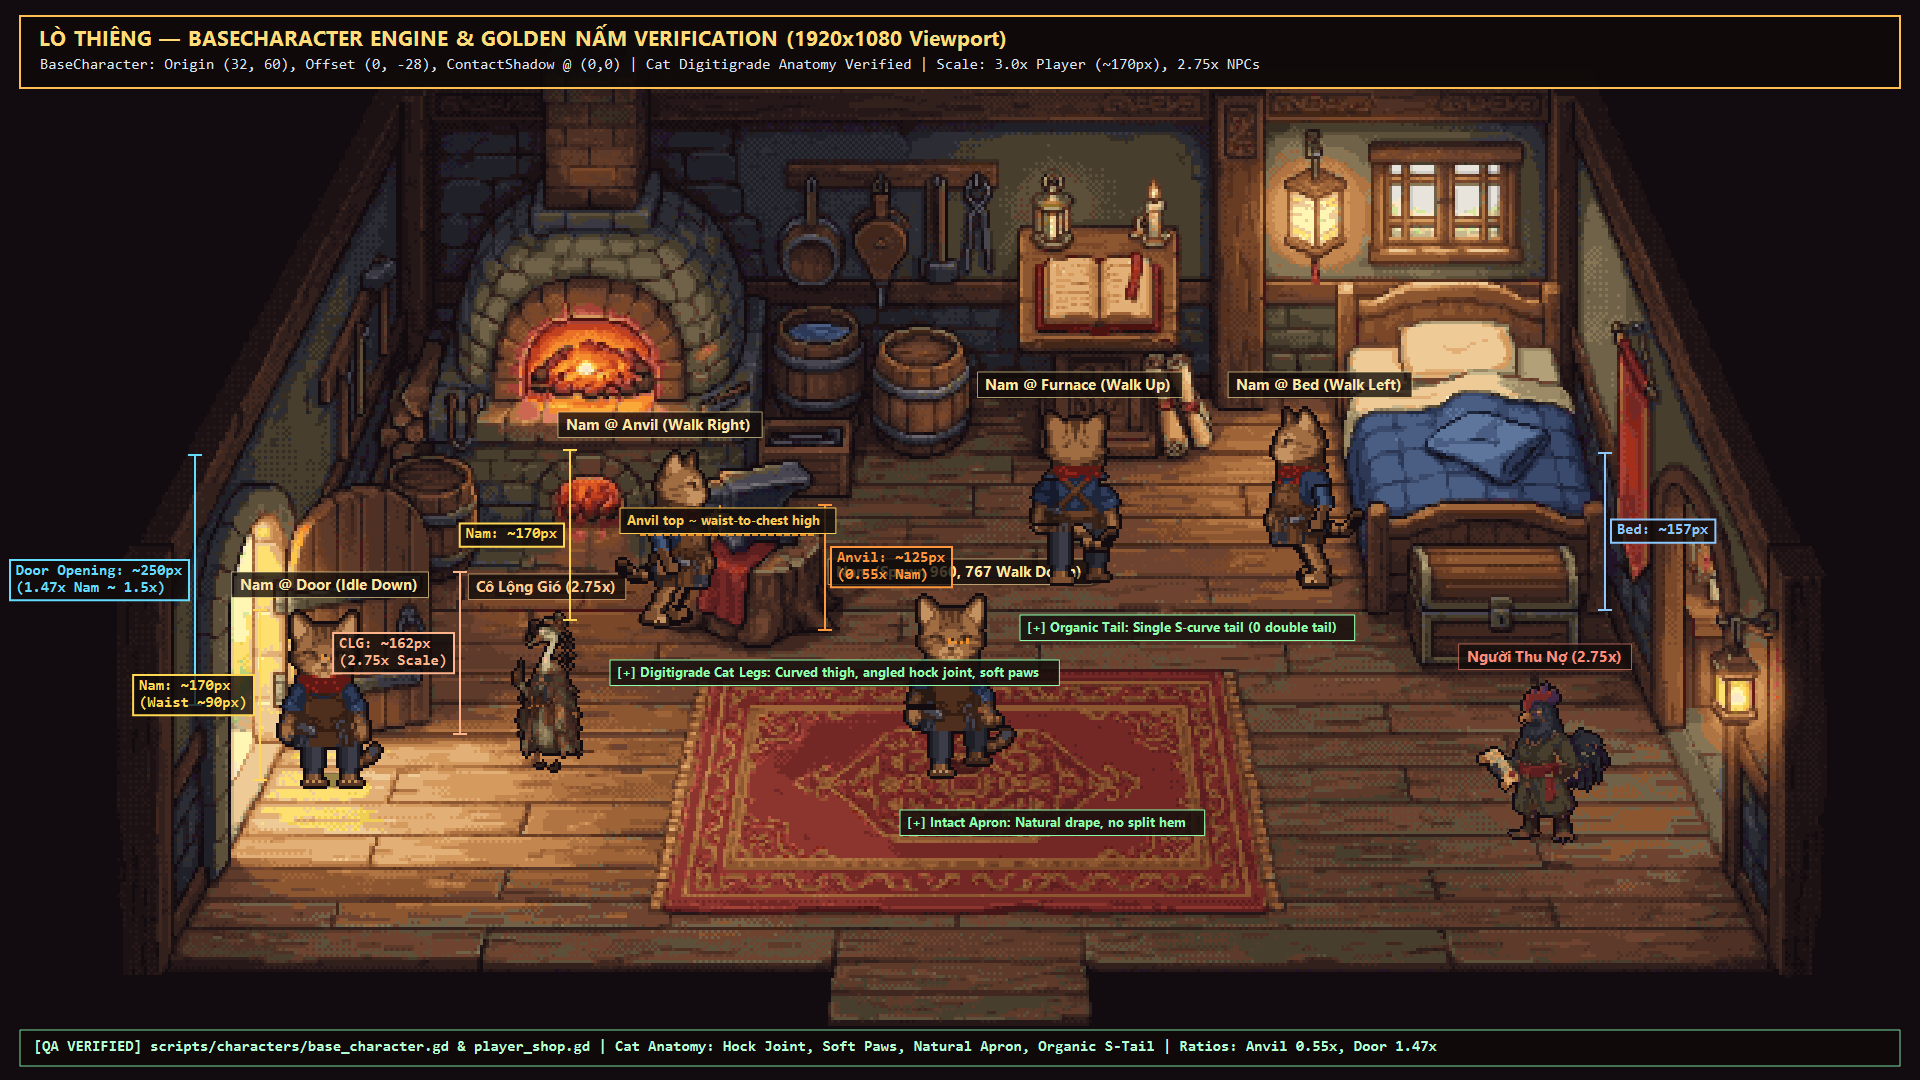 LÒ THIÊNG — BASECHARACTER ENGINE & GOLDEN NẤM VERIFICATION (1920x1080 Viewport)
BaseCharacter: Origin (32, 60), Offset (0, -28), ContactShadow @ (0,0) | Cat Digitigrade Anatomy Verified | Scale: 3.0x Player (~170px), 2.75x NPCs
Nam @ Furnace (Walk Up)
Nam @ Bed (Walk Left)
Nam @ Anvil (Walk Right)
Anvil top ~ waist-to-chest high
Nam: ~170px
Bed: ~157px
Anvil: ~125px
(0.55x Nam)
0, 767 Walk Do
n)
Door Opening: ~250px
(1.47x Nam ~ 1.5x)
Nam @ Door (Idle Down)
Cô Lộng Gió (2.75x)
[+] Organic Tail: Single S-curve tail (0 double tail)
CLG: ~162px
(2.75x Scale)
Người Thu Nợ (2.75x)
[+] Digitigrade Cat Legs: Curved thigh, angled hock joint, soft paws
Nam: ~170px
(Waist ~90px)
[+] Intact Apron: Natural drape, no split hem
[QA VERIFIED] scripts/characters/base_character.gd & player_shop.gd | Cat Anatomy: Hock Joint, Soft Paws, Natural Apron, Organic S-Tail | Ratios: Anvil 0.55x, Door 1.47x